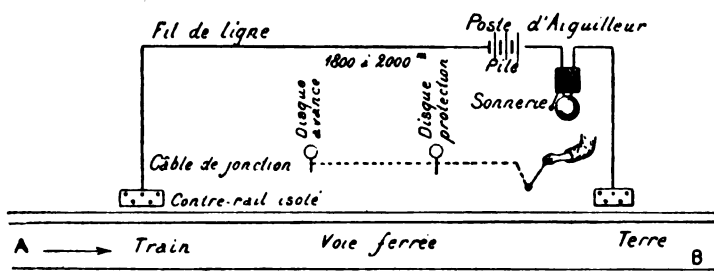 Fil de ligne
Poste d'Aiguilleur
Pile
1800 à 2000 m
Sonnerie
Disque
avance
Disque
protection
Câble de jonction
Contre-rail isolé
A Train Voie ferrée Terre B